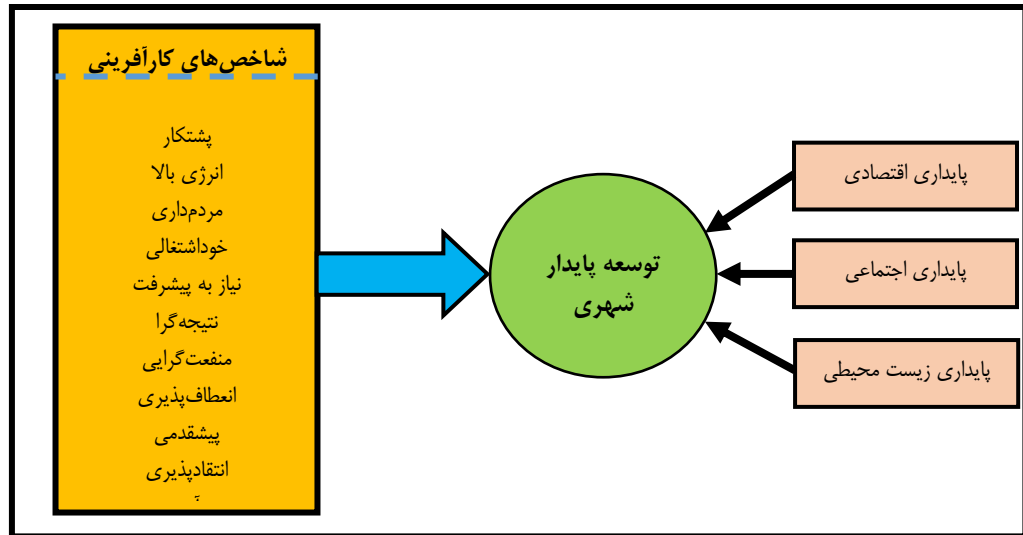 شاخص‌های کارآفرینی
پشتکار
انرژی بالا
مردم‌داری
خوداشتغالی
نیاز به پیشرفت
نتیجه‌گرا
منفعت‌گرایی
انعطاف‌پذیری
پیشقدمی
انتقادپذیری
توسعه پایدار
شهری
پایداری اقتصادی
پایداری اجتماعی
پایداری زیست محیطی